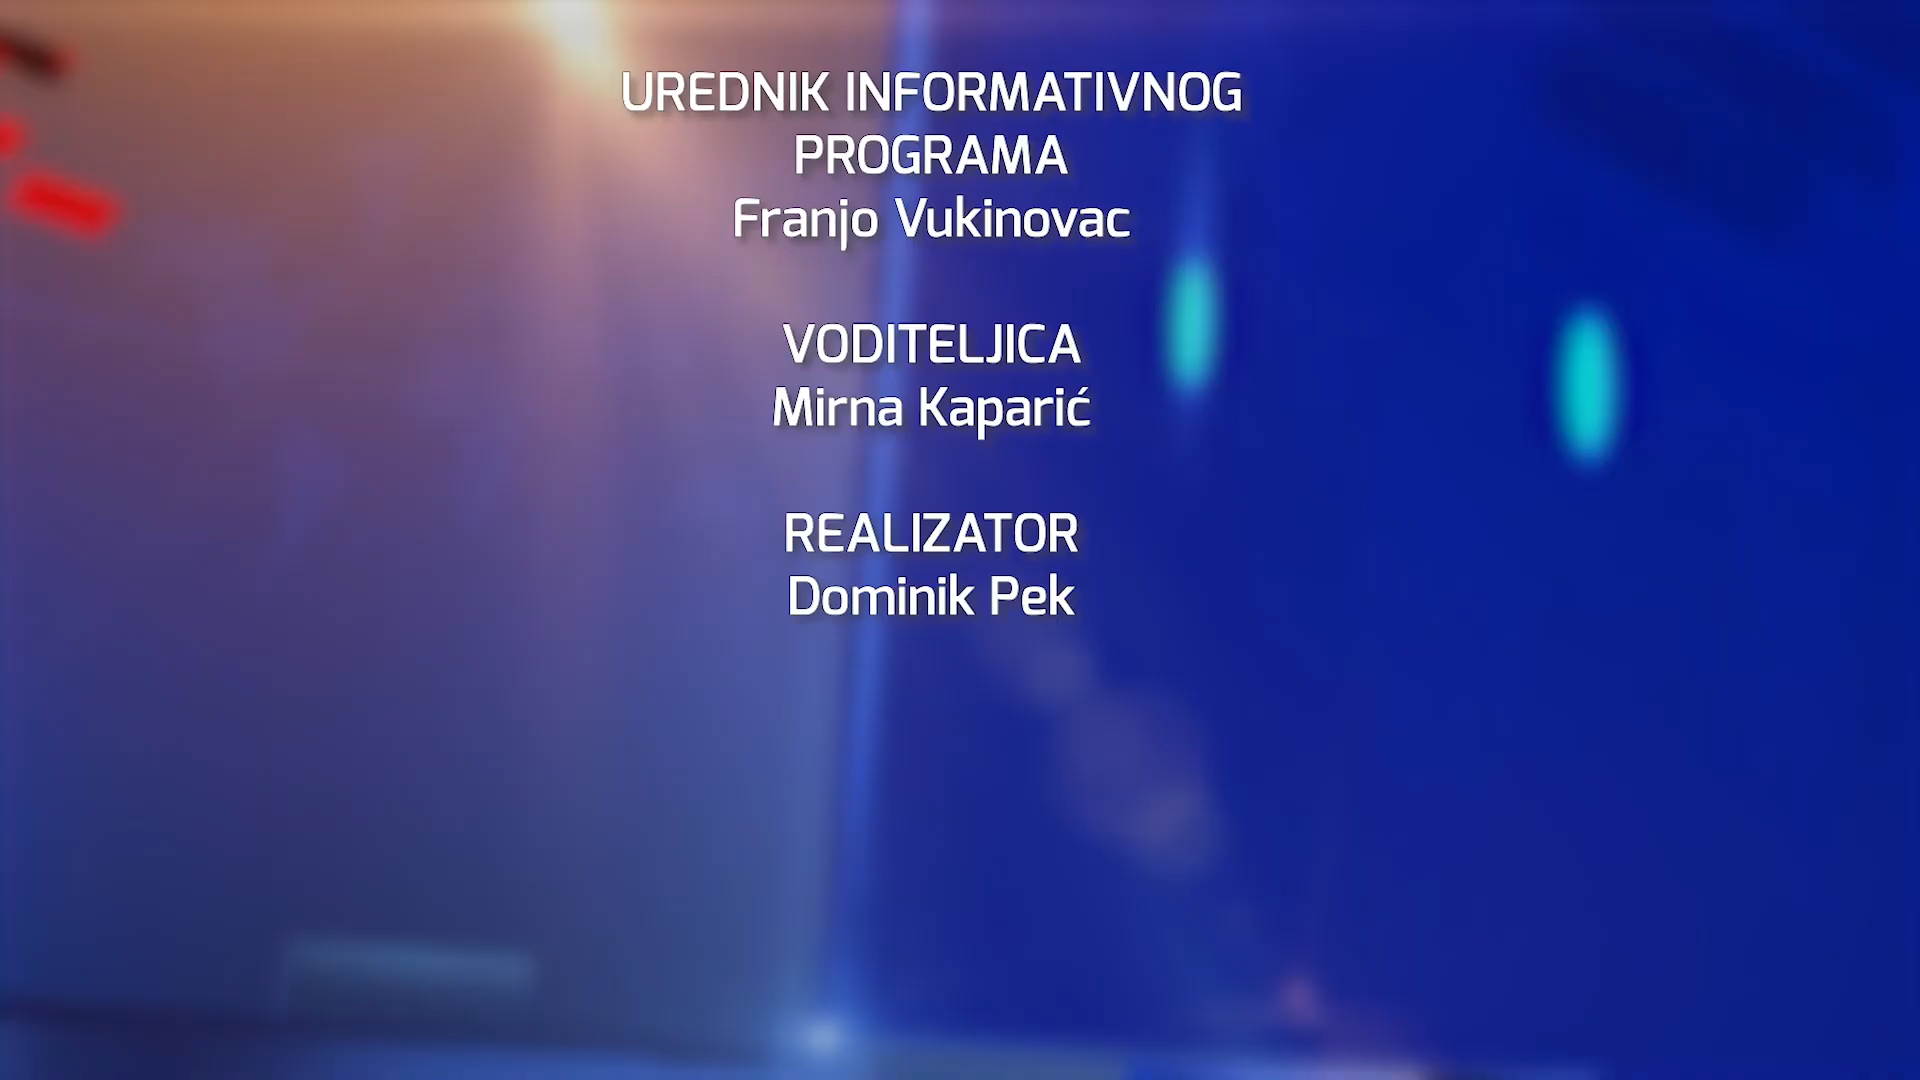 UREDNIK INFORMATIVNOG
PROGRAMA
Franjo Vukinovac
VODITELJICA
Mirna Kaparić
REALIZATOR
Dominik Pek